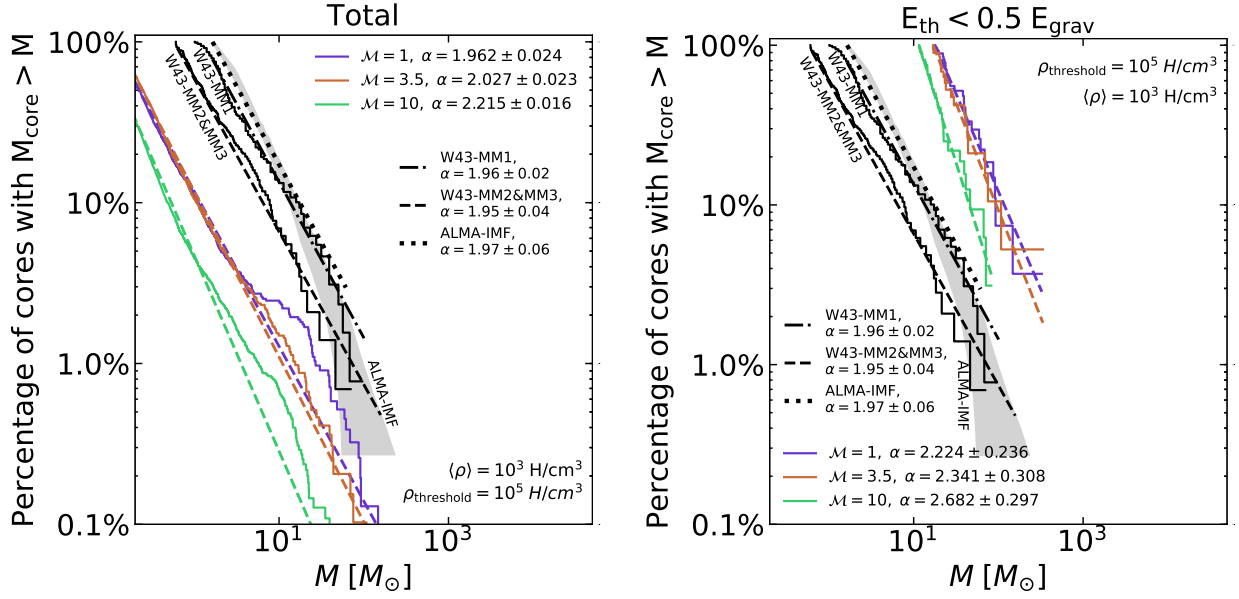 Total
Percentage of cores with M_core > M
100%
10%
1.0%
0.1%
ℳ = 1, α = 1.962 ± 0.024
ℳ = 3.5, α = 2.027 ± 0.023
ℳ = 10, α = 2.215 ± 0.016
W43-MM1
W43-MM2&MM3
W43-MM1,
α = 1.96 ± 0.02
W43-MM2&MM3,
α = 1.95 ± 0.04
ALMA-IMF,
α = 1.97 ± 0.06
ALMA-IMF
⟨ρ⟩ = 10³ H/cm³
ρ_threshold = 10⁵ H/cm³
10¹
10³
M [M_⊙]
E_th < 0.5 E_grav
Percentage of cores with M_core > M
100%
10%
1.0%
0.1%
W43-MM1
W43-MM2&MM3
ρ_threshold = 10⁵ H/cm³
⟨ρ⟩ = 10³ H/cm³
W43-MM1,
α = 1.96 ± 0.02
W43-MM2&MM3,
α = 1.95 ± 0.04
ALMA-IMF,
α = 1.97 ± 0.06
ALMA-IMF
ℳ = 1, α = 2.224 ± 0.236
ℳ = 3.5, α = 2.341 ± 0.308
ℳ = 10, α = 2.682 ± 0.297
10¹
10³
M [M_⊙]